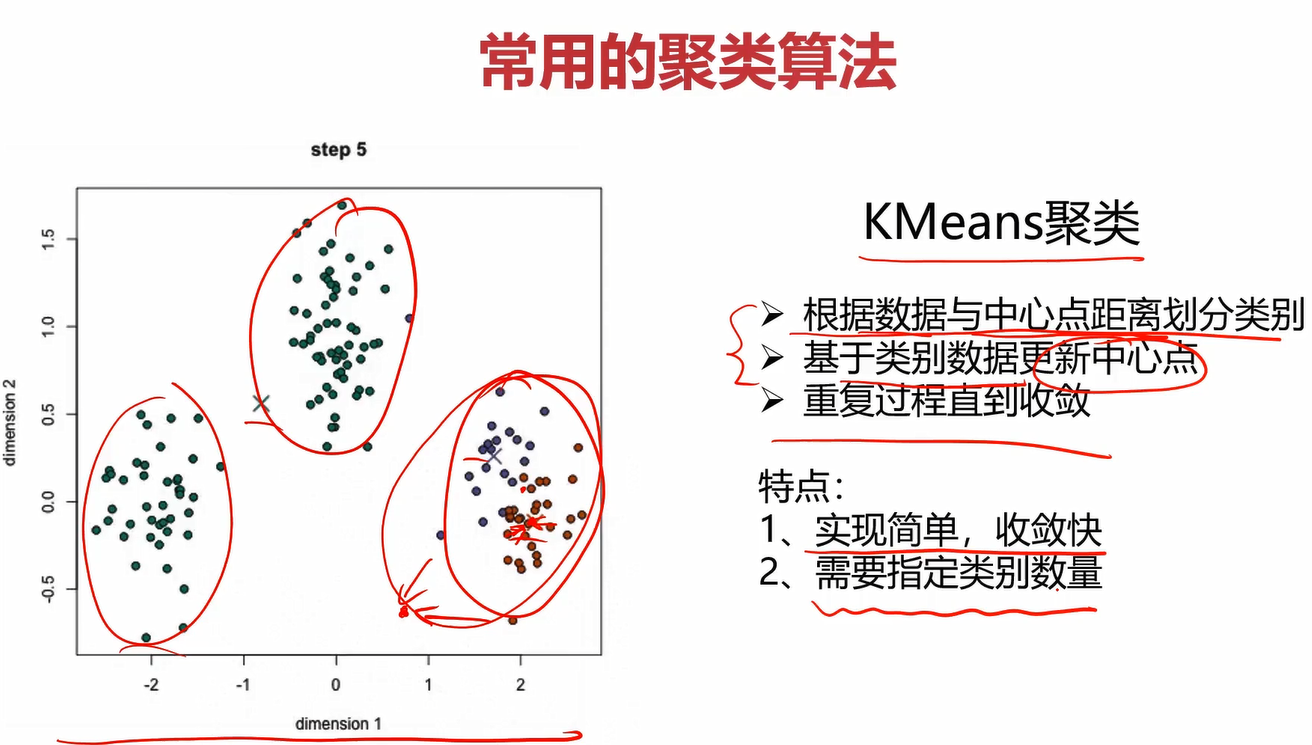 常用的聚类算法
step 5
dimension 2
1.5
1.0
0.5
0.0
-0.5
-2 -1 0 1 2
dimension 1
KMeans聚类
➢ 根据数据与中心点距离划分类别
➢ 基于类别数据更新中心点
➢ 重复过程直到收敛
特点：
1、实现简单，收敛快
2、需要指定类别数量